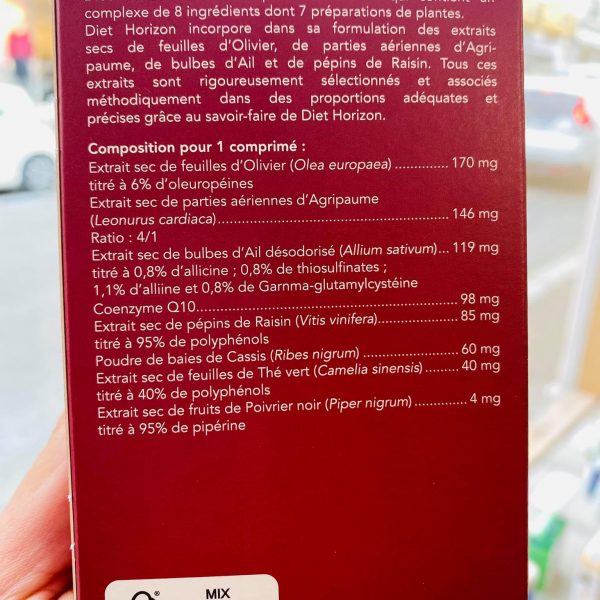 complexe de 8 ingrédients dont 7 préparations de plantes.
Diet Horizon incorpore dans sa formulation des extraits
secs de feuilles d'Olivier, de parties aériennes d'Agri-
paume, de bulbes d'Ail et de pépins de Raisin. Tous ces
extraits sont rigoureusement sélectionnés et associés
méthodiquement dans des proportions adéquates et
précises grâce au savoir-faire de Diet Horizon.
Composition pour 1 comprimé :
Extrait sec de feuilles d'Olivier (Olea europaea) .............. 170 mg
titré à 6% d'oleuropéines
Extrait sec de parties aériennes d'Agripaume
(Leonurus cardiaca)........................................................... 146 mg
Ratio : 4/1
Extrait sec de bulbes d'Ail désodorisé (Allium sativum)... 119 mg
titré à 0,8% d'allicine ; 0,8% de thiosulfinates ;
1,1% d'alliine et 0,8% de Garnma-glutamylcystéine
Coenzyme Q10................................................................. 98 mg
Extrait sec de pépins de Raisin (Vitis vinifera).................... 85 mg
titré à 95% de polyphénols
Poudre de baies de Cassis (Ribes nigrum) ........................ 60 mg
Extrait sec de feuilles de Thé vert (Camelia sinensis) ......... 40 mg
titré à 40% de polyphénols
Extrait sec de fruits de Poivrier noir (Piper nigrum).............. 4 mg
titré à 95% de pipérine
MIX